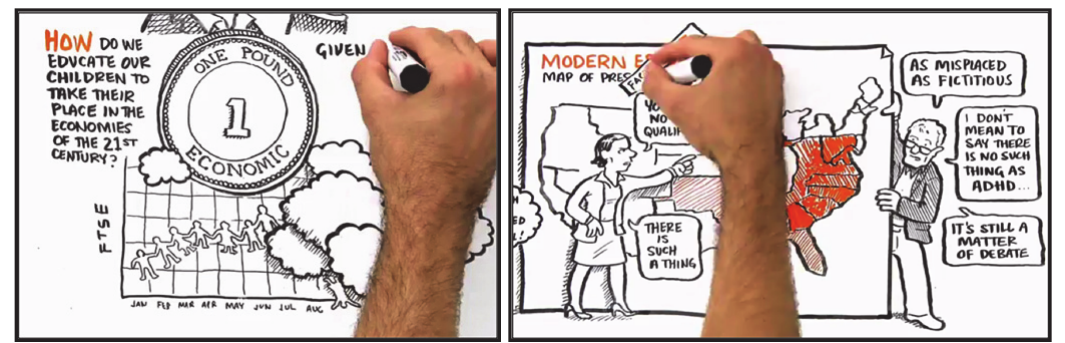 HOW DO WE
EDUCATE OUR
CHILDREN TO
TAKE THEIR
PLACE IN THE
ECONOMIES
OF THE 21ST
CENTURY?
ONE POUND
1
ECONOMIC
GIVEN
FTSE
JAN FEB MAR APR MAY JUN JUL AUG
MODERN
MAP OF
NO
THERE
IS
SUCH
A THING
AS MISPLACED
AS FICTITIOUS
I DON'T
MEAN TO
SAY THERE
IS NO SUCH
THING AS
ADHD...
IT'S STILL A
MATTER
OF DEBATE